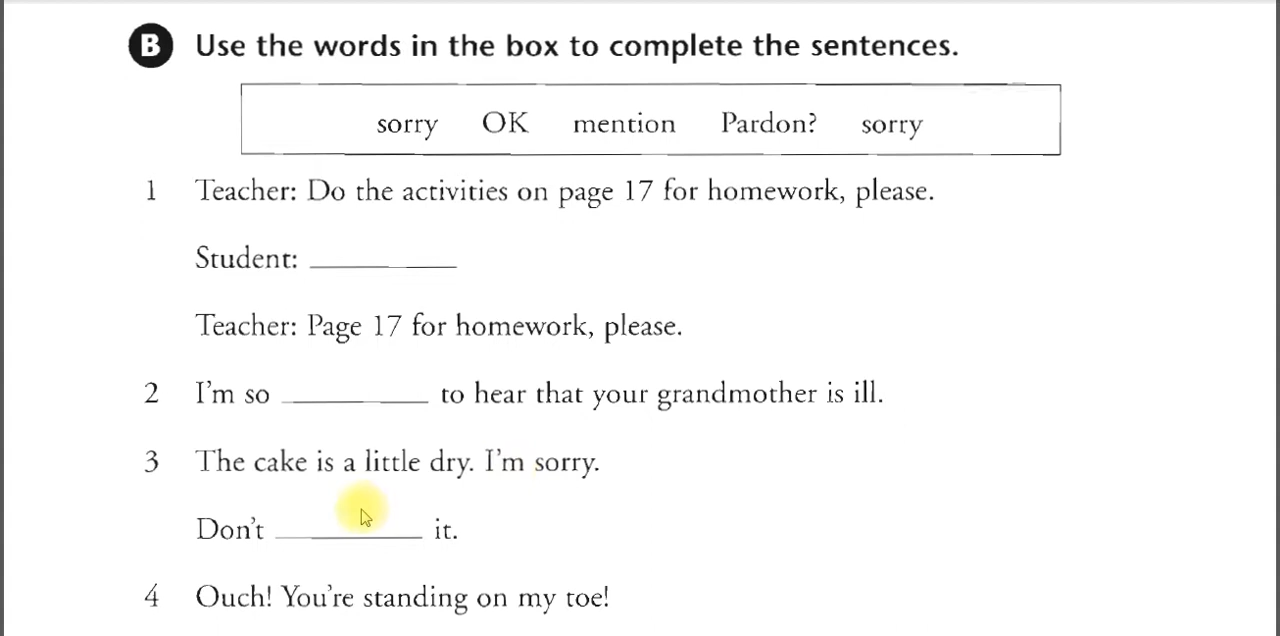 B Use the words in the box to complete the sentences.
sorry OK mention Pardon? sorry
1 Teacher: Do the activities on page 17 for homework, please.
Student: __________
Teacher: Page 17 for homework, please.
2 I'm so __________ to hear that your grandmother is ill.
3 The cake is a little dry. I'm sorry.
Don't __________ it.
4 Ouch! You're standing on my toe!